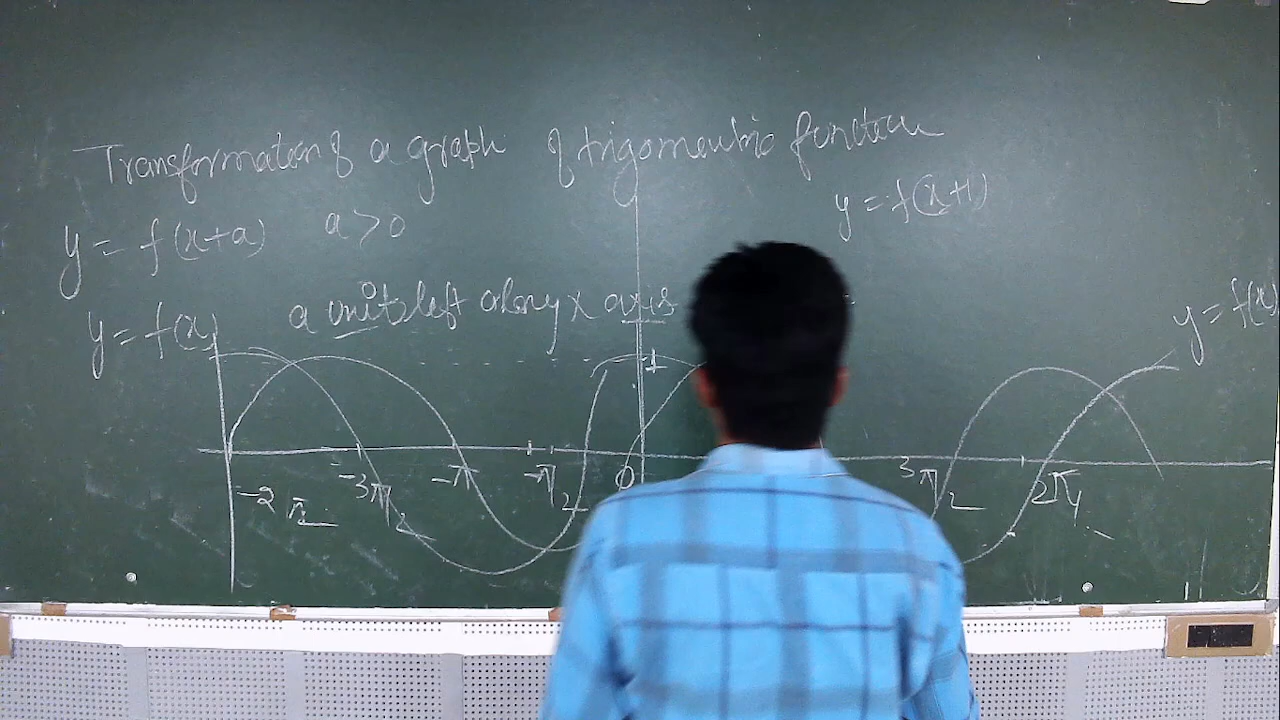 Transformation of a graph of trigomentric function
y = f(x+1)
y = f(x+a) a>0
y = f(x) a units left along x axis
y = f(x)
1
-2π -3π/2 -π -π/2 0 3π/2 2π